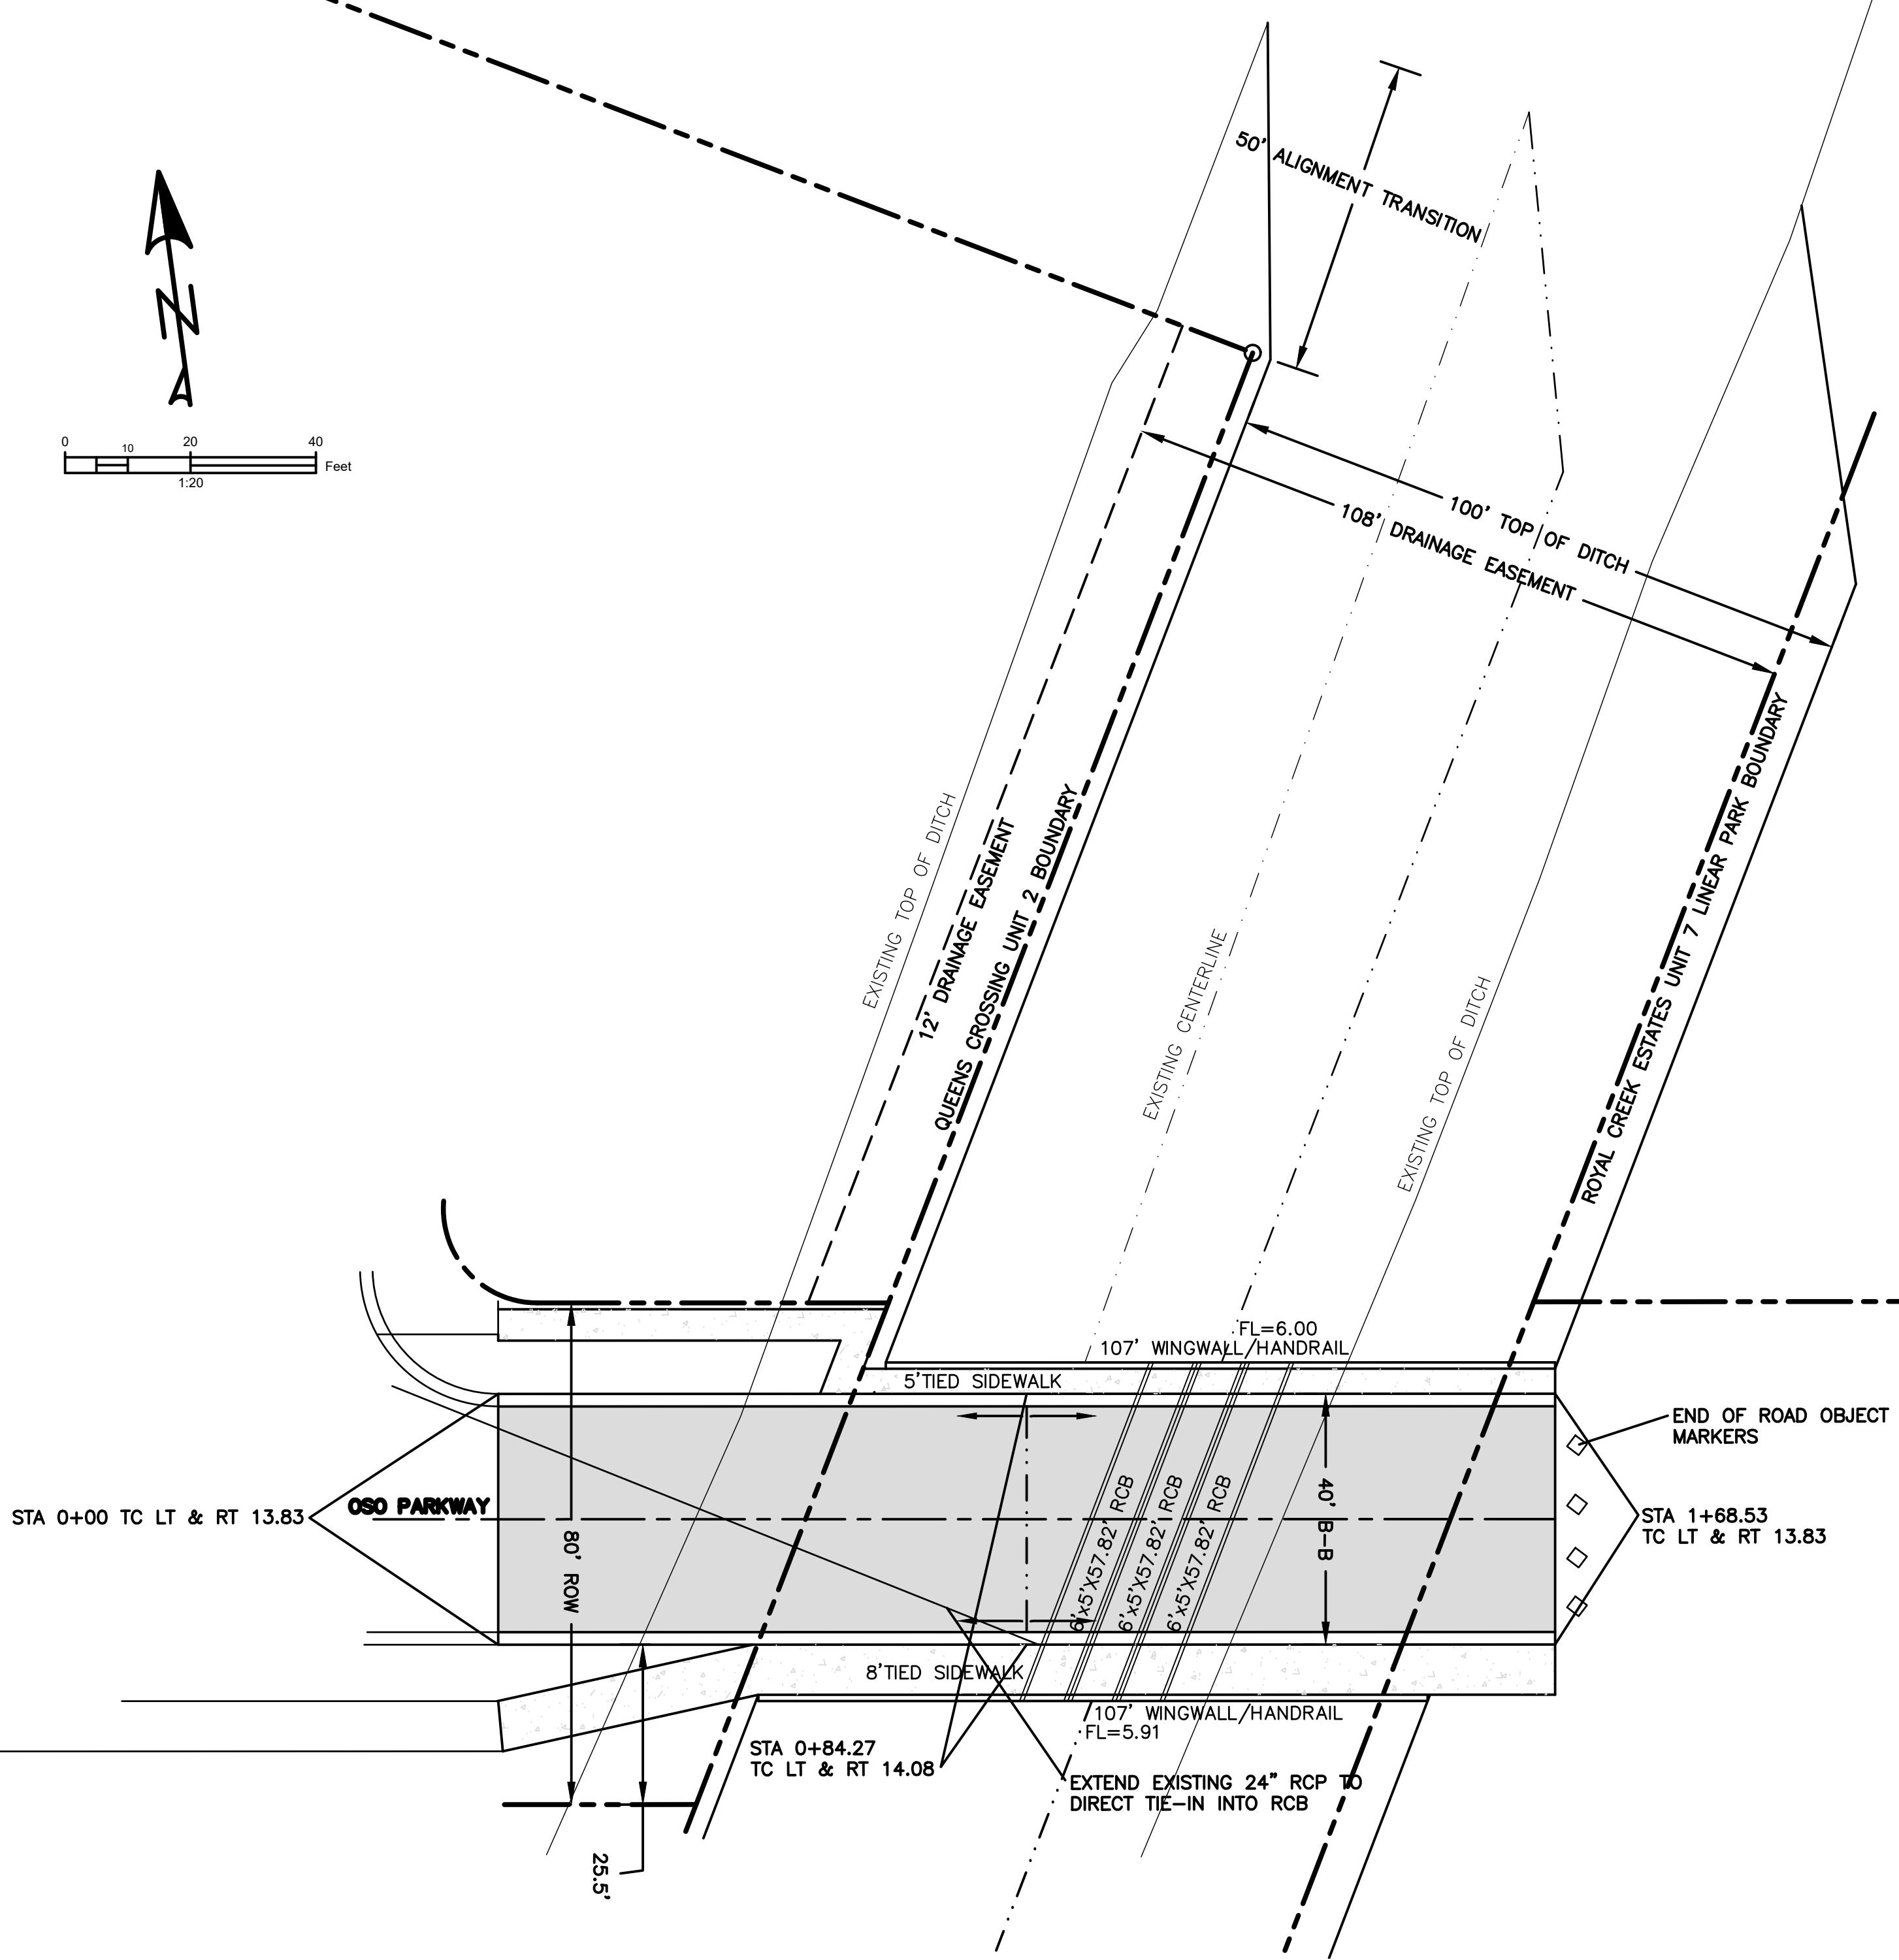 50' ALIGNMENT TRANSITION
N
0 10 20 40
Feet
1:20
100' TOP OF DITCH
108' DRAINAGE EASEMENT
EXISTING TOP OF DITCH
12' DRAINAGE EASEMENT
QUEENS CROSSING UNIT 2 BOUNDARY
EXISTING CENTERLINE
EXISTING TOP OF DITCH
ROYAL CREEK ESTATES UNIT 7 LINEAR PARK BOUNDARY
FL=6.00
107' WINGWALL/HANDRAIL
5'TIED SIDEWALK
END OF ROAD OBJECT
MARKERS
STA 0+00 TC LT & RT 13.83
OSO PARKWAY
80' ROW
6'x5'X57.82' RCB
6'x5'X57.82' RCB
6'x5'X57.82' RCB
40' B-B
STA 1+68.53
TC LT & RT 13.83
8'TIED SIDEWALK
107' WINGWALL/HANDRAIL
FL=5.91
STA 0+84.27
TC LT & RT 14.08
EXTEND EXISTING 24" RCP TO
DIRECT TIE-IN INTO RCB
25.5'